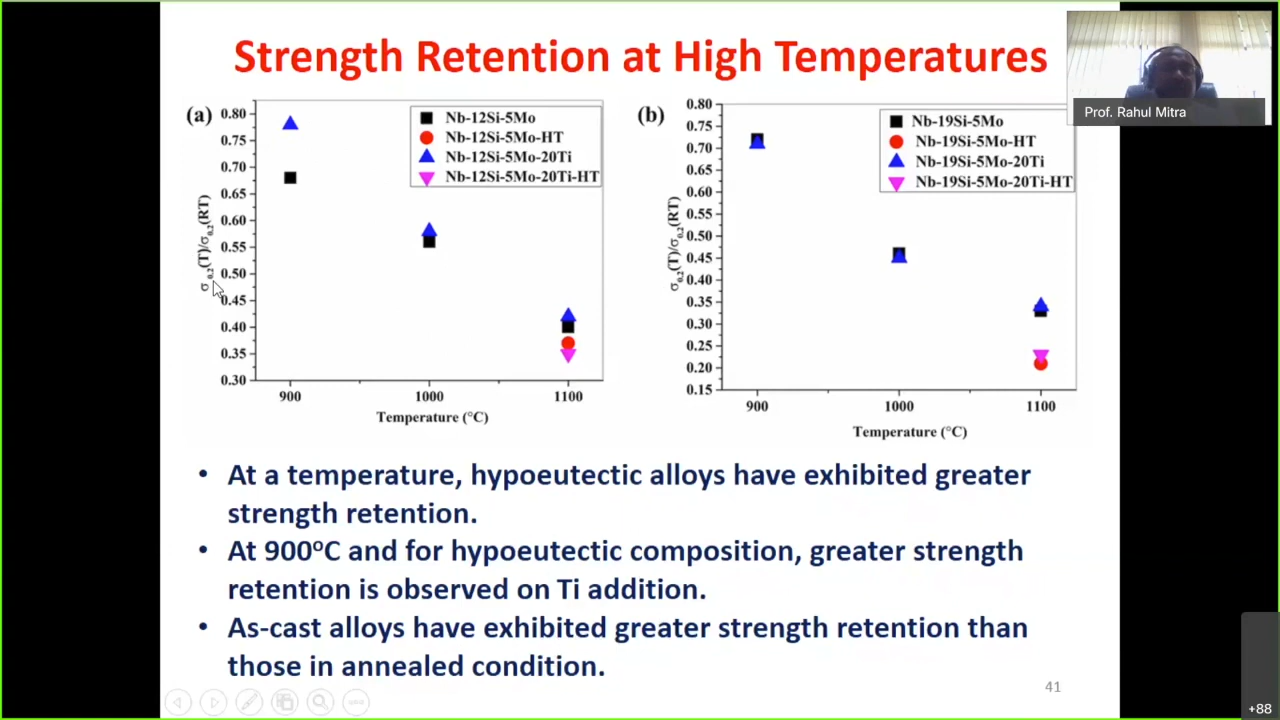 Strength Retention at High Temperatures
Prof. Rahul Mitra
(a)
0.80
0.75
0.70
0.65
0.60
0.55
0.50
0.45
0.40
0.35
0.30
σ0.2(T)/σ0.2(RT)
Nb-12Si-5Mo
Nb-12Si-5Mo-HT
Nb-12Si-5Mo-20Ti
Nb-12Si-5Mo-20Ti-HT
900 1000 1100
Temperature (°C)
(b)
0.80
0.75
0.70
0.65
0.60
0.55
0.50
0.45
0.40
0.35
0.30
0.25
0.20
0.15
σ0.2(T)/σ0.2(RT)
Nb-19Si-5Mo
Nb-19Si-5Mo-HT
Nb-19Si-5Mo-20Ti
Nb-19Si-5Mo-20Ti-HT
900 1000 1100
Temperature (°C)
• At a temperature, hypoeutectic alloys have exhibited greater
strength retention.
• At 900°C and for hypoeutectic composition, greater strength
retention is observed on Ti addition.
• As-cast alloys have exhibited greater strength retention than
those in annealed condition.
41
+88